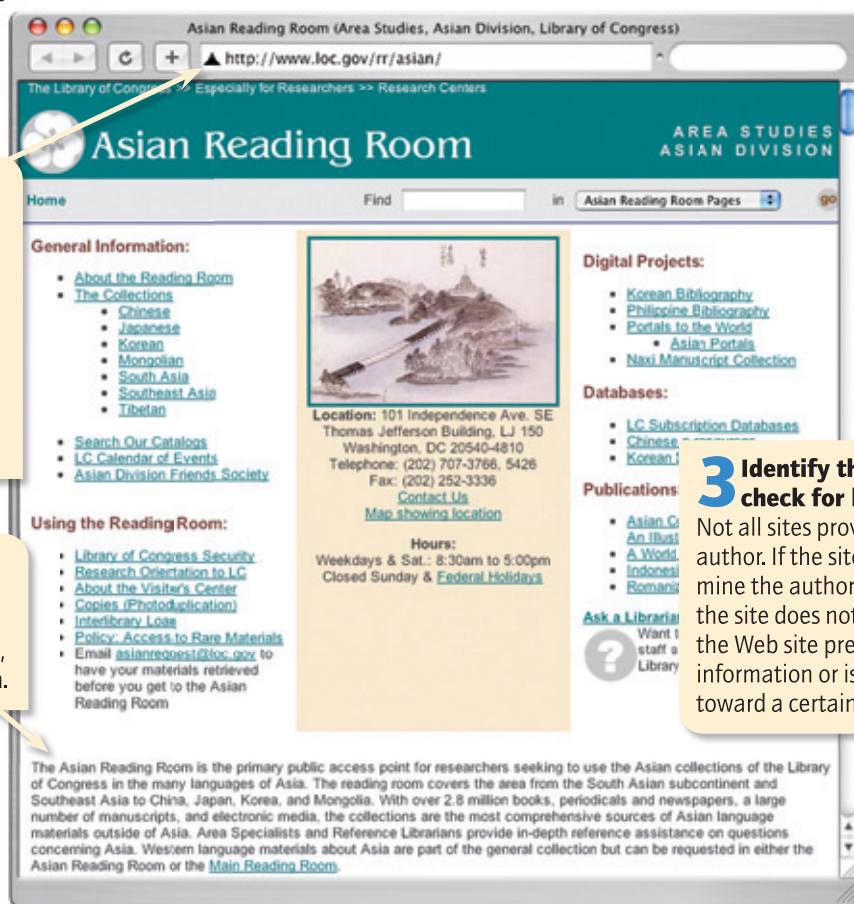 Asian Reading Room (Area Studies, Asian Division, Library of Congress)
http://www.loc.gov/rr/asian/
The Library of Congress >> Especially for Researchers >> Research Centers
Asian Reading Room
AREA STUDIES
ASIAN DIVISION
Home
Find
in
Asian Reading Room Pages
go
General Information:
About the Reading Room
The Collections
Chinese
Japanese
Korean
Mongolian
South Asia
Southeast Asia
Tibetan
Search Our Catalogs
LC Calendar of Events
Asian Division Friends Society
Using the Reading Room:
Library of Congress Security
Research Orientation to LC
About the Visitor's Center
Copies (Photoduplication)
Interlibrary Loan
Policy: Access to Rare Materials
Email asianrequest@loc.gov to
have your materials retrieved
before you get to the Asian
Reading Room
Location: 101 Independence Ave. SE
Thomas Jefferson Building, LJ 150
Washington, DC 20540-4810
Telephone: (202) 707-3766, 5426
Fax: (202) 252-3336
Contact Us
Map showing location
Hours:
Weekdays & Sat.: 8:30am to 5:00pm
Closed Sunday & Federal Holidays
Digital Projects:
Korean Bibliography
Philippine Bibliography
Portals to the World
Asian Portals
Naxi Manuscript Collection
Databases:
LC Subscription Databases
Chinese
Korean
Publications:
Asian
An
A World
Ask a
?
Want
staff
Library
3 Identify
check for
Not all sites
author. If the site
mine the author
the site does not
the Web site
information or is
toward a certain
The Asian Reading Room is the primary public access point for researchers seeking to use the Asian collections of the Library
of Congress in the many languages of Asia. The reading room covers the area from the South Asian subcontinent and
Southeast Asia to China, Japan, Korea, and Mongolia. With over 2.8 million books, periodicals and newspapers, a large
number of manuscripts, and electronic media, the collections are the most comprehensive sources of Asian language
materials outside of Asia. Area Specialists and Reference Librarians provide in-depth reference assistance on questions
concerning Asia. Western language materials about Asia are part of the general collection but can be requested in either the
Asian Reading Room or the Main Reading Room.